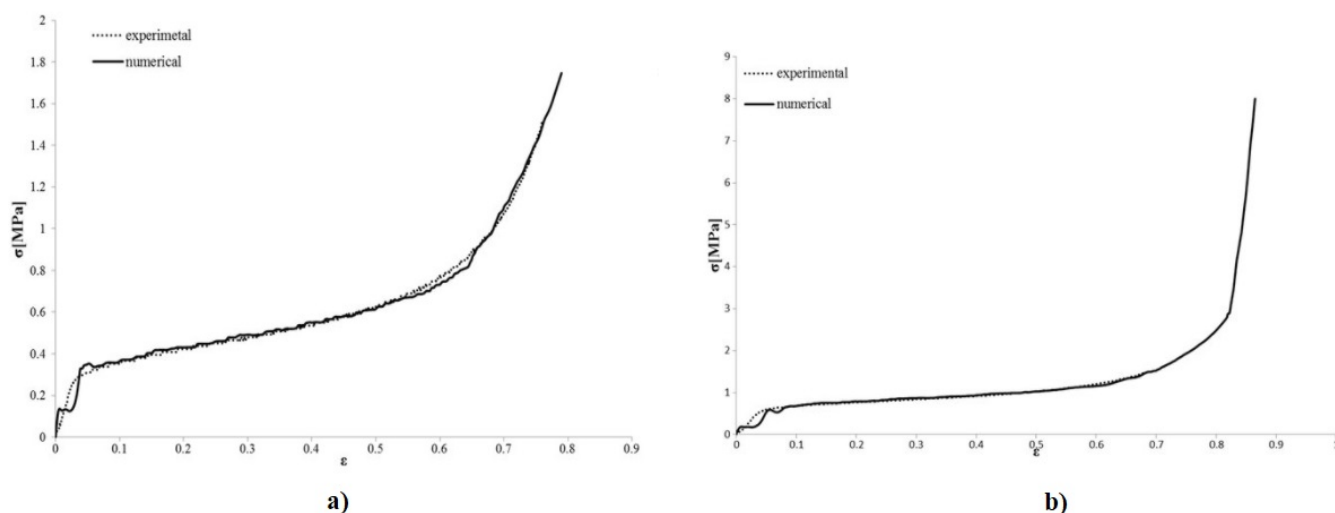 2
1.8
1.6
1.4
1.2
1
0.8
0.6
0.4
0.2
0
σ[MPa]
experimetal
numerical
0 0.1 0.2 0.3 0.4 0.5 0.6 0.7 0.8 0.9
ε
a)
9
8
7
6
5
4
3
2
1
0
σ[MPa]
experimental
numerical
0 0.1 0.2 0.3 0.4 0.5 0.6 0.7 0.8 0.9 1
ε
b)